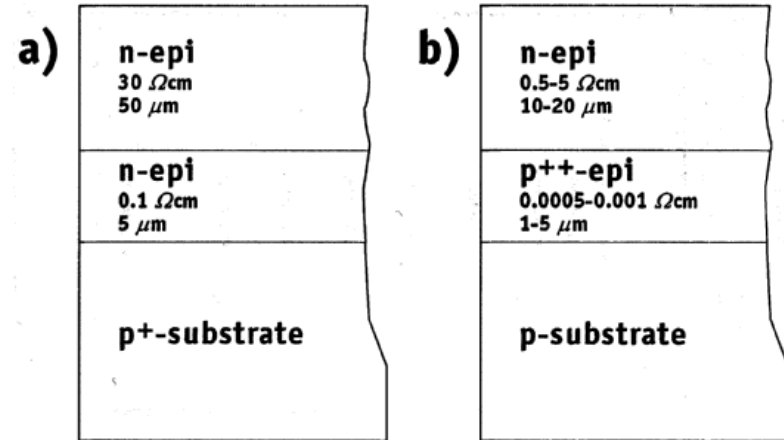 a)
n-epi
30 Ωcm
50 μm
n-epi
0.1 Ωcm
5 μm
p+-substrate
b)
n-epi
0.5-5 Ωcm
10-20 μm
p++-epi
0.0005-0.001 Ωcm
1-5 μm
p-substrate